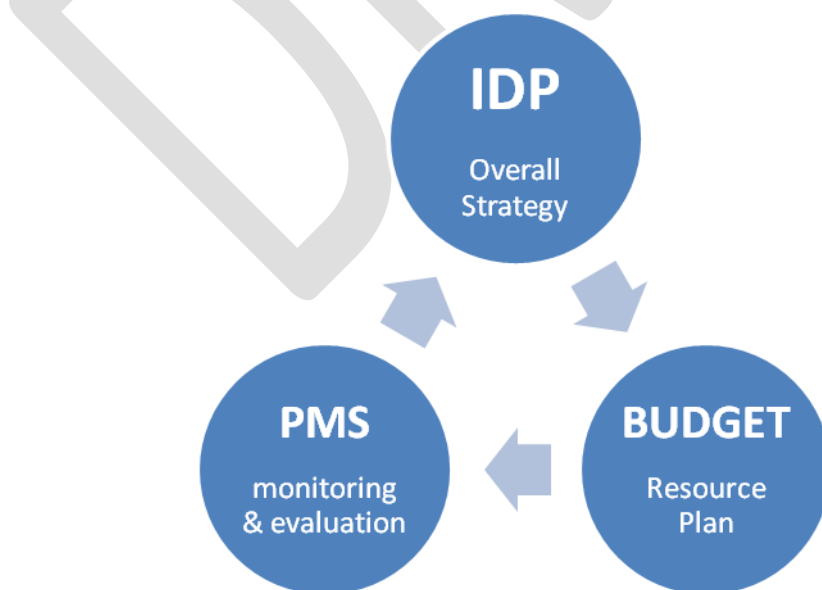 IDP
Overall
Strategy
PMS
monitoring
& evaluation
BUDGET
Resource
Plan